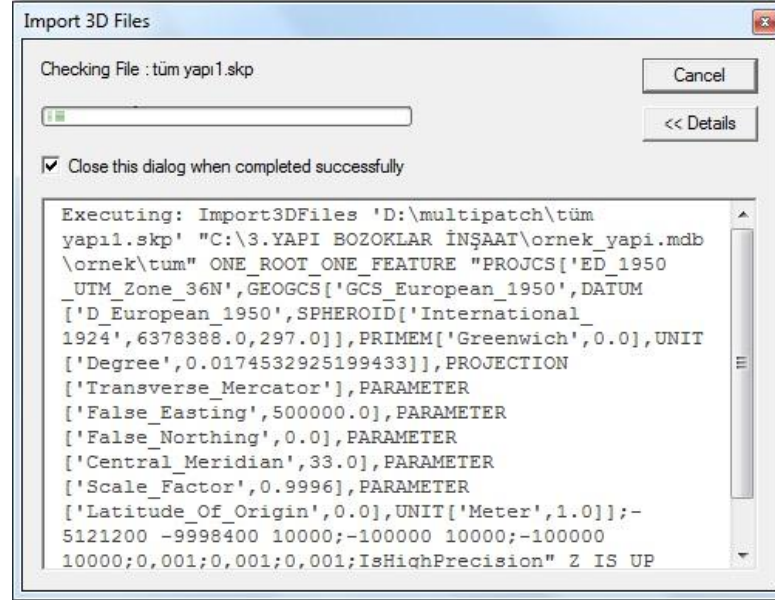 Import 3D Files
Checking File : tüm yapı1.skp
Cancel
<< Details
Close this dialog when completed successfully
Executing: Import3DFiles 'D:\multipatch\tüm
yapı1.skp' "C:\3.YAPI BOZOKLAR İNŞAAT\ornek_yapi.mdb
\ornek\tum" ONE_ROOT_ONE_FEATURE "PROJCS['ED_1950
_UTM_Zone_36N',GEOGCS['GCS_European_1950',DATUM
['D_European_1950',SPHEROID['International_
1924',6378388.0,297.0]],PRIMEM['Greenwich',0.0],UNIT
['Degree',0.0174532925199433]],PROJECTION
['Transverse_Mercator'],PARAMETER
['False_Easting',500000.0],PARAMETER
['False_Northing',0.0],PARAMETER
['Central_Meridian',33.0],PARAMETER
['Scale_Factor',0.9996],PARAMETER
['Latitude_Of_Origin',0.0],UNIT['Meter',1.0]];-
5121200 -9998400 10000;-100000 10000;-100000
10000;0,001;0,001;0,001;IsHighPrecision" Z_IS_UP